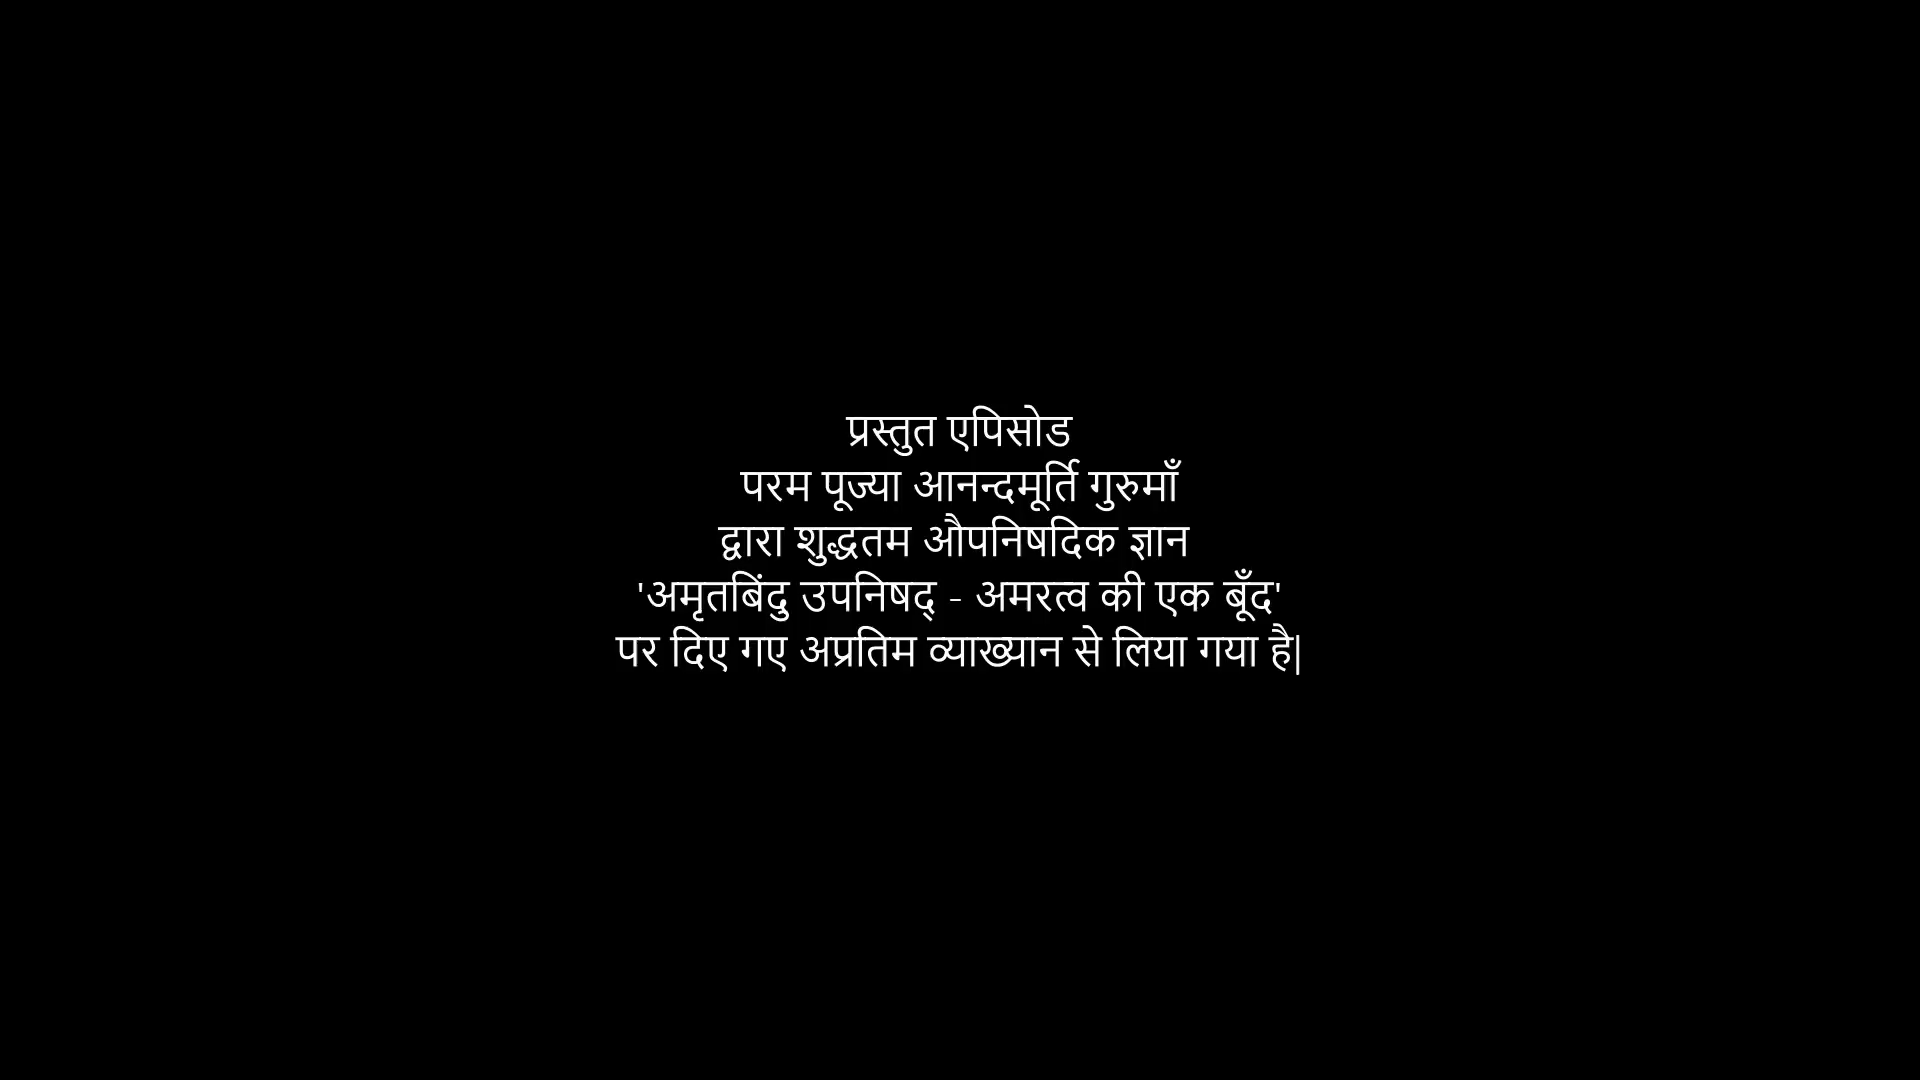 प्रस्तुत एपिसोड
परम पूज्या आनन्दमूर्ति गुरुमाँ
द्वारा शुद्धतम औपनिषदिक ज्ञान
'अमृतबिंदु उपनिषद् - अमरत्व की एक बूँद'
पर दिए गए अप्रतिम व्याख्यान से लिया गया है|